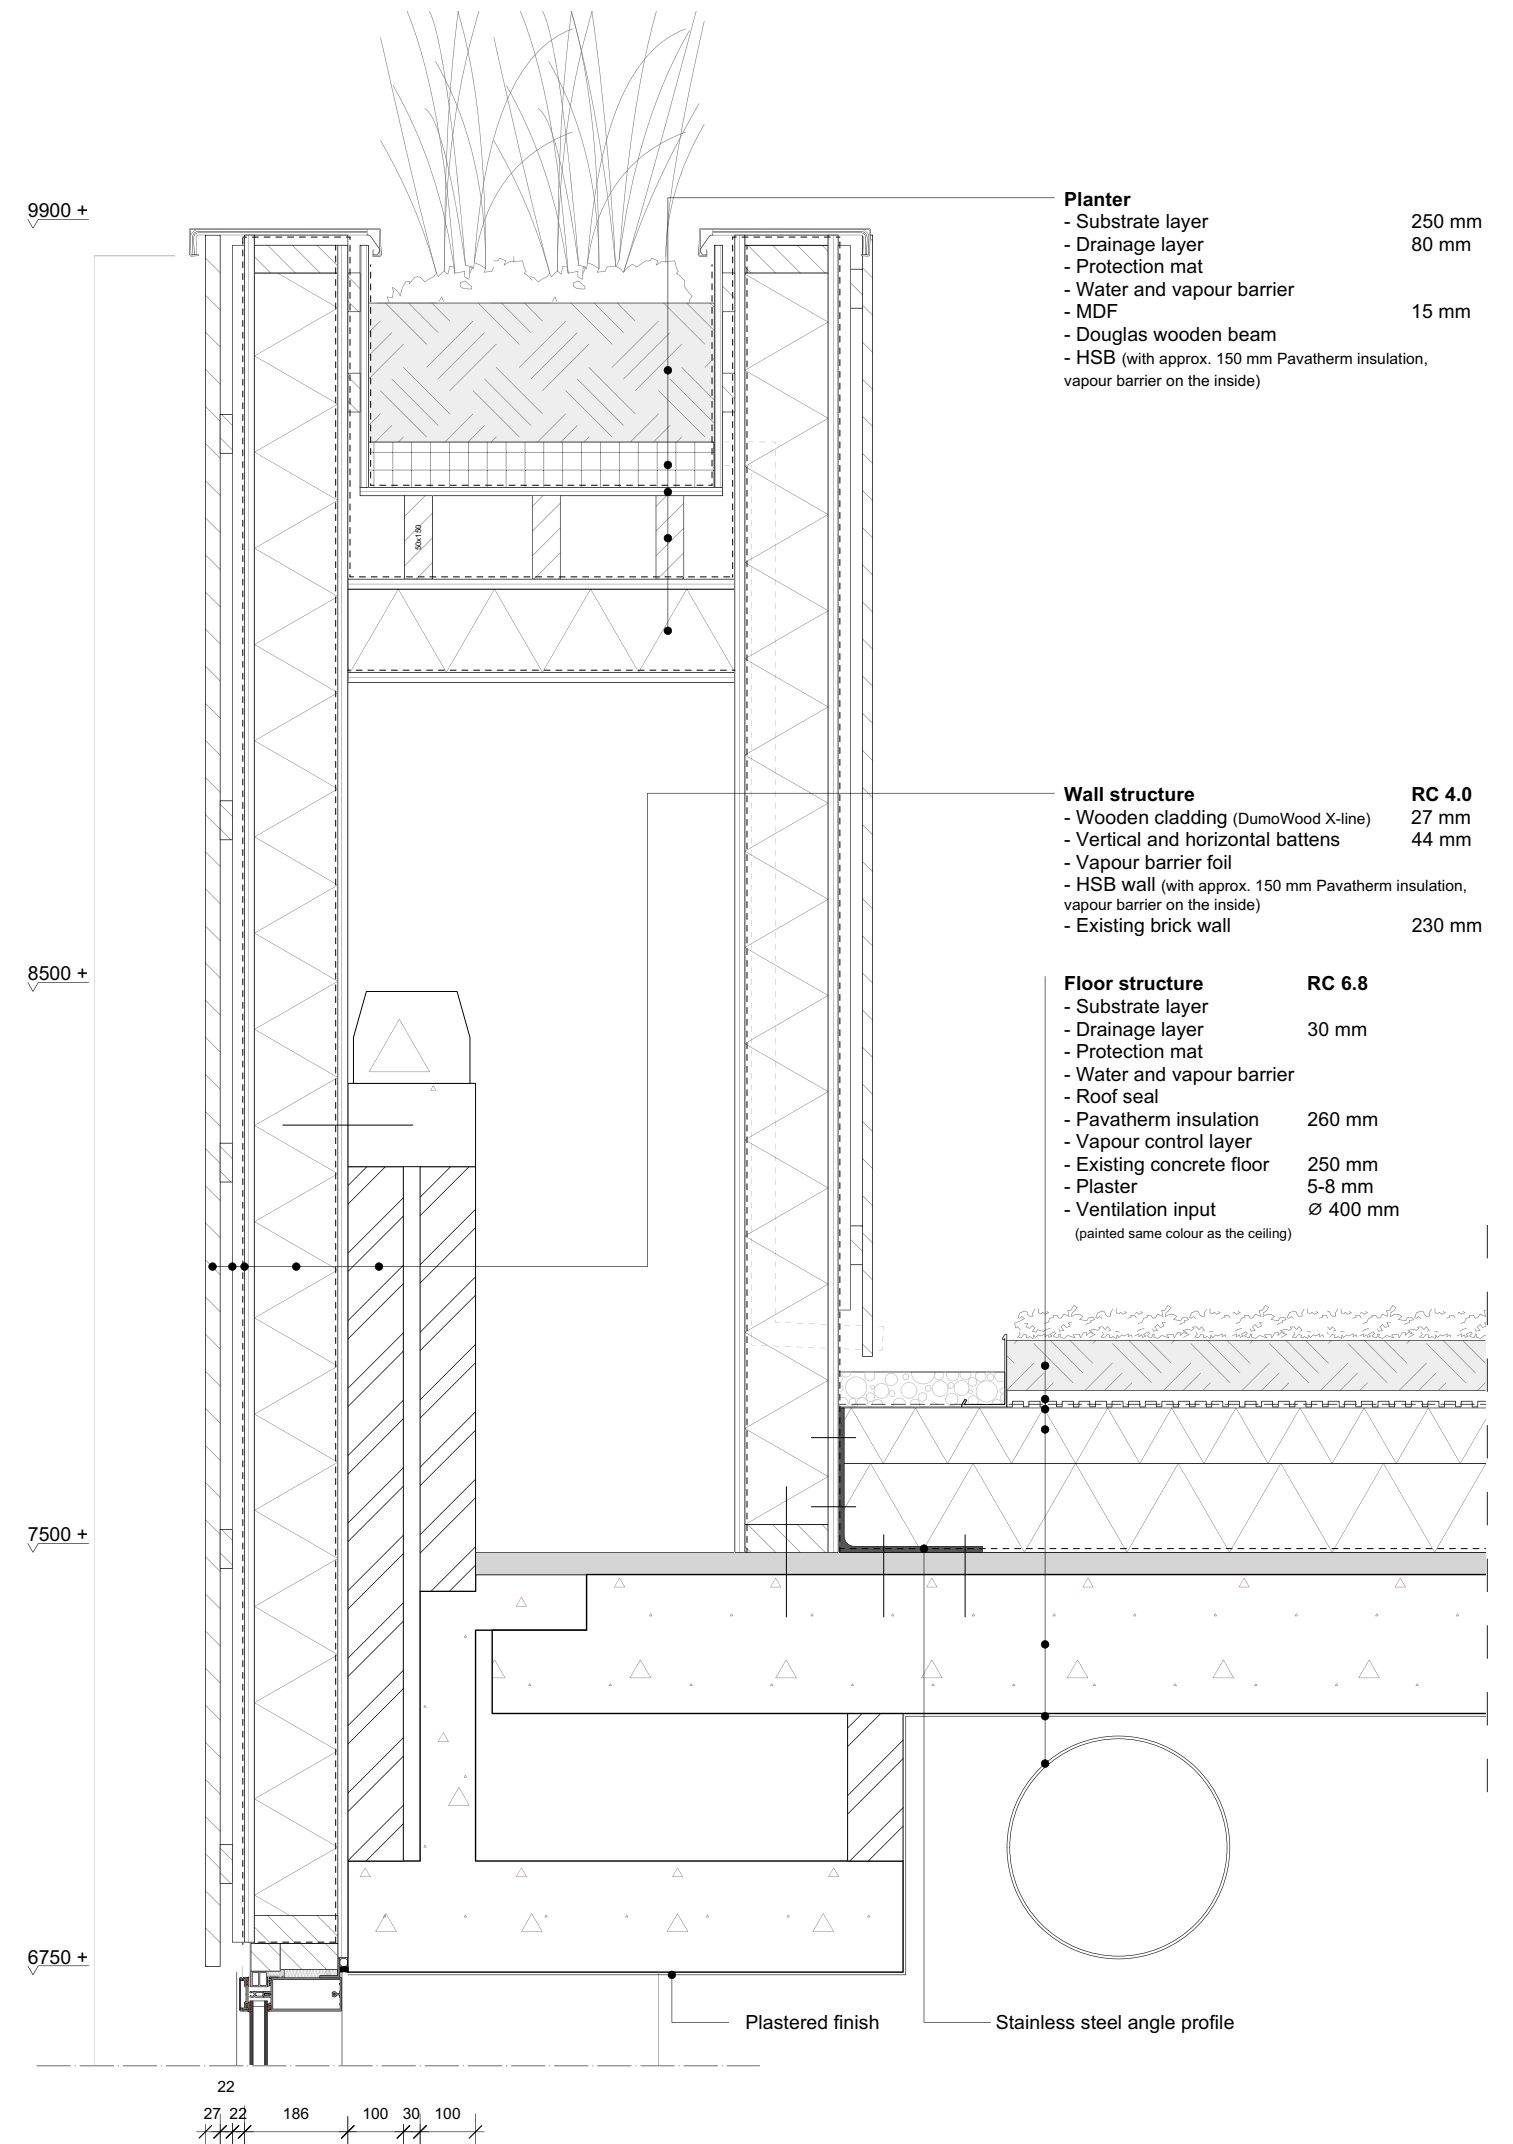 9900 +
Planter
- Substrate layer 250 mm
- Drainage layer 80 mm
- Protection mat
- Water and vapour barrier
- MDF 15 mm
- Douglas wooden beam
- HSB (with approx. 150 mm Pavatherm insulation,
vapour barrier on the inside)
50x150
Wall structure RC 4.0
- Wooden cladding (DumoWood X-line) 27 mm
- Vertical and horizontal battens 44 mm
- Vapour barrier foil
- HSB wall (with approx. 150 mm Pavatherm insulation,
vapour barrier on the inside)
- Existing brick wall 230 mm
8500 +
Floor structure RC 6.8
- Substrate layer
- Drainage layer 30 mm
- Protection mat
- Water and vapour barrier
- Roof seal
- Pavatherm insulation 260 mm
- Vapour control layer
- Existing concrete floor 250 mm
- Plaster 5-8 mm
- Ventilation input ∅ 400 mm
(painted same colour as the ceiling)
7500 +
6750 +
Plastered finish
Stainless steel angle profile
22
27 22 186 100 30 100